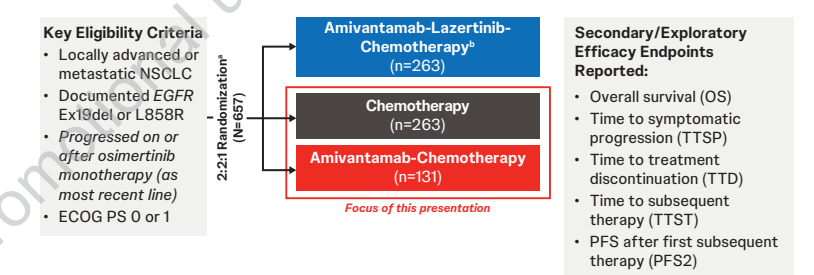 Key Eligibility Criteria
• Locally advanced or
metastatic NSCLC
• Documented EGFR
Ex19del or L858R
• Progressed on or
after osimertinib
monotherapy (as
most recent line)
• ECOG PS 0 or 1
2:2:1 Randomizationᵃ
(N=657)
Amivantamab-Lazertinib-
Chemotherapyᵇ
(n=263)
Chemotherapy
(n=263)
Amivantamab-Chemotherapy
(n=131)
Focus of this presentation
Secondary/Exploratory
Efficacy Endpoints
Reported:
• Overall survival (OS)
• Time to symptomatic
progression (TTSP)
• Time to treatment
discontinuation (TTD)
• Time to subsequent
therapy (TTST)
• PFS after first subsequent
therapy (PFS2)